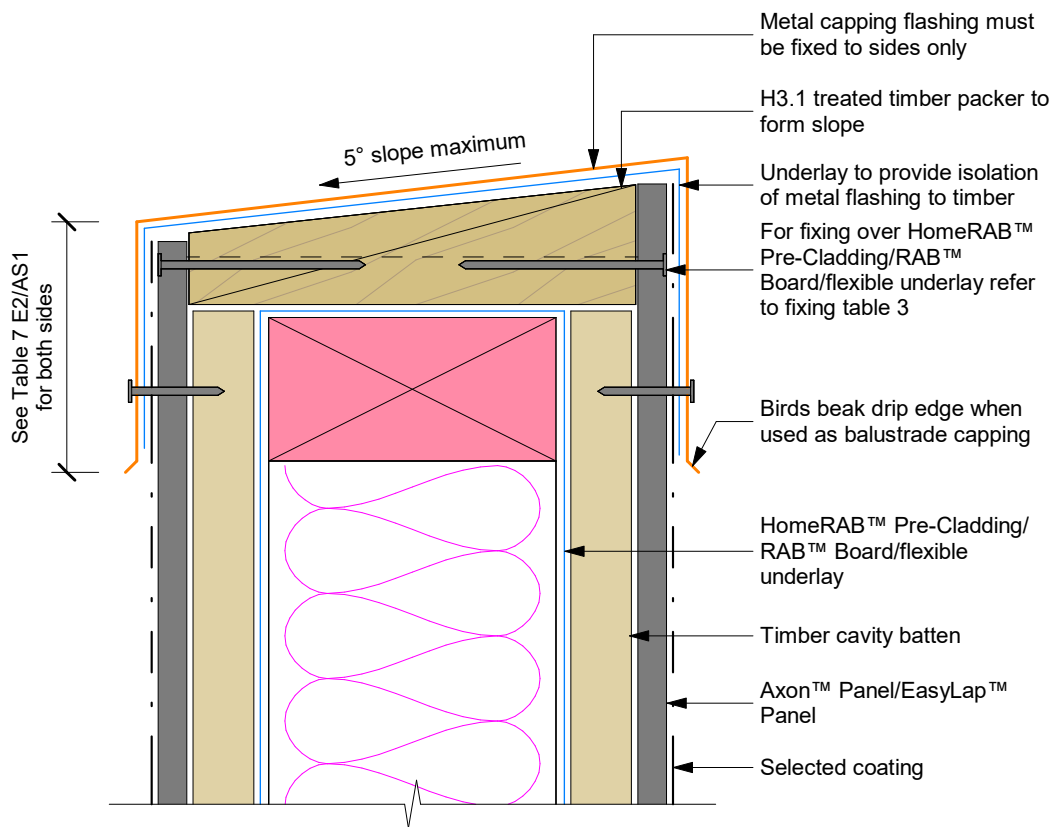 Metal capping flashing must
be fixed to sides only
H3.1 treated timber packer to
form slope
5° slope maximum
Underlay to provide isolation
of metal flashing to timber
For fixing over HomeRAB™
Pre-Cladding/RAB™
Board/flexible underlay refer
to fixing table 3
See Table 7 E2/AS1
for both sides
Birds beak drip edge when
used as balustrade capping
HomeRAB™ Pre-Cladding/
RAB™ Board/flexible
underlay
Timber cavity batten
Axon™ Panel/EasyLap™
Panel
Selected coating